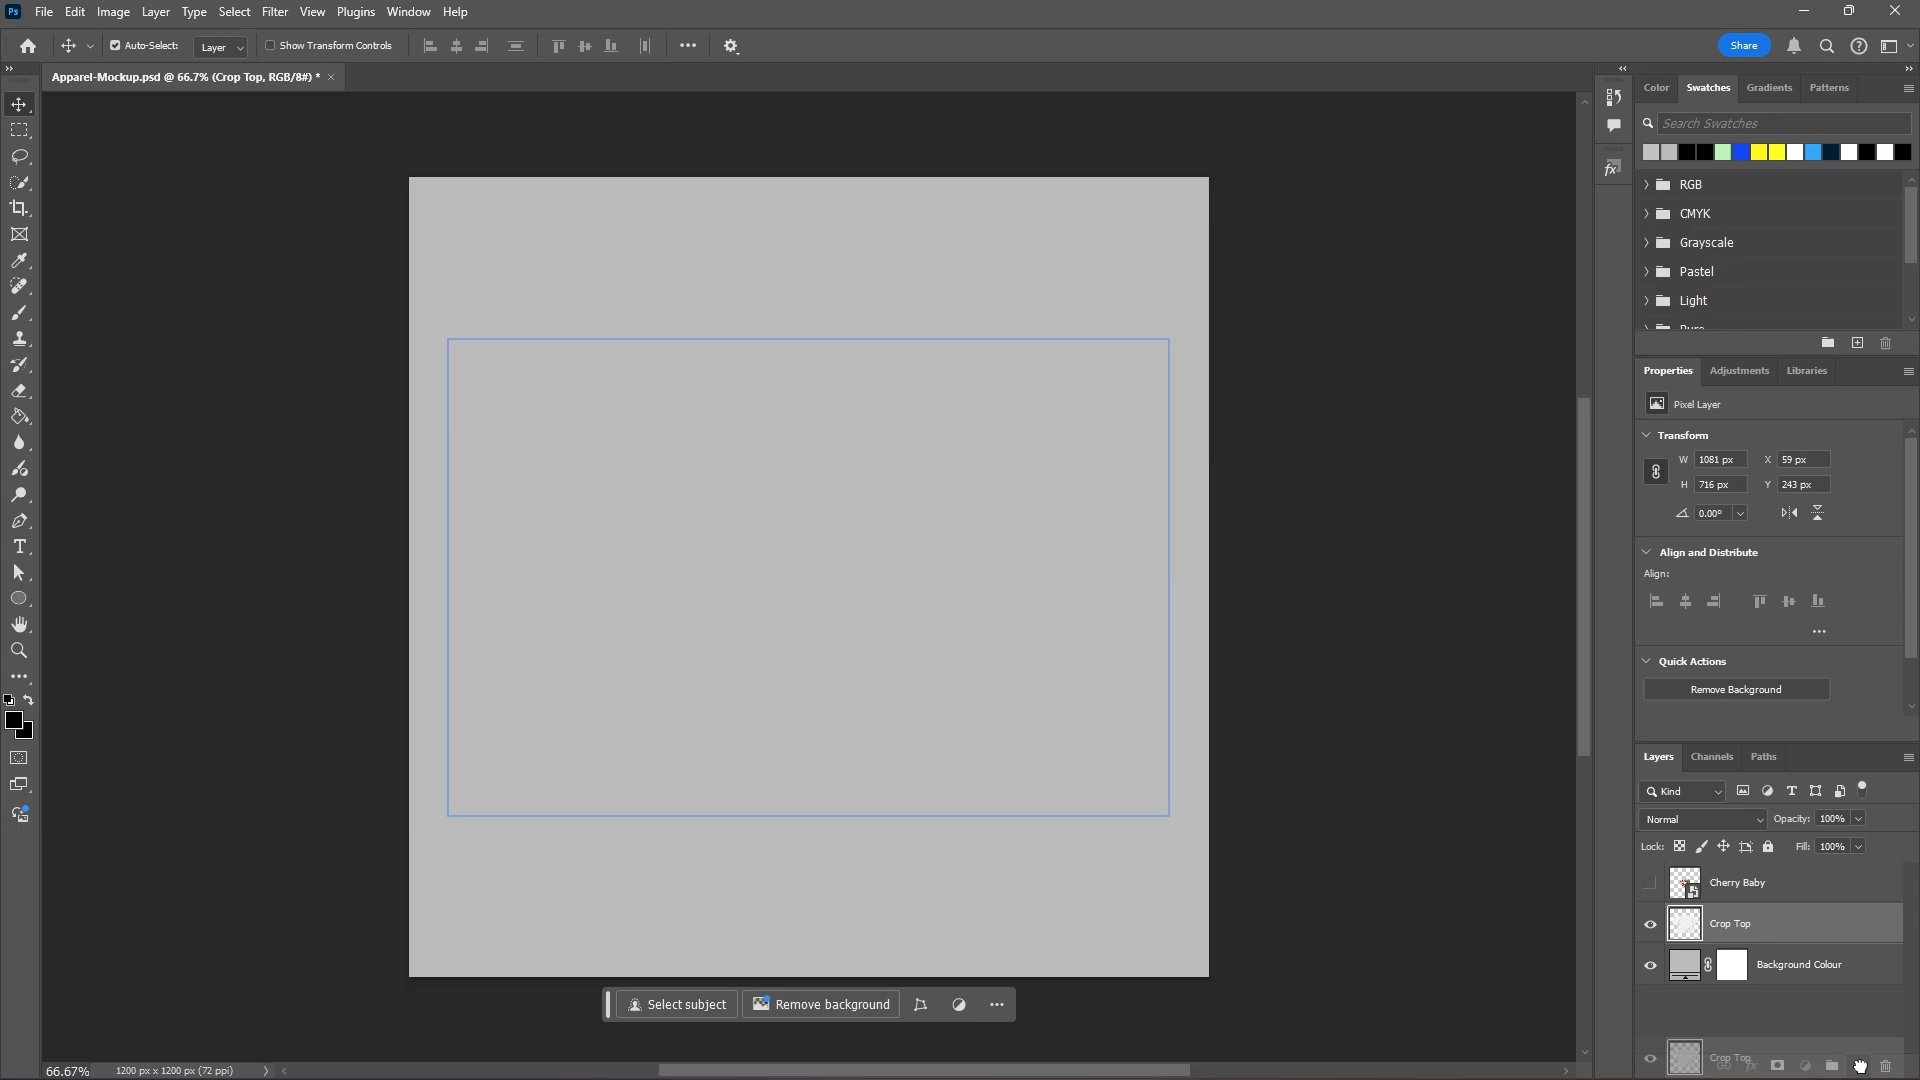 Ps File Edit Image Layer Type Select Filter View Plugins Window Help
Auto-Select: Layer Show Transform Controls Share
Apparel-Mockup.psd @ 66.7% (Crop Top, RGB/8#) *
Color Swatches Gradients Patterns
Search Swatches
RGB
CMYK
Grayscale
Pastel
Light
Pure
Properties Adjustments Libraries
Pixel Layer
Transform
W 1081 px X 59 px
H 716 px Y 243 px
0.00°
Align and Distribute
Align:
Quick Actions
Remove Background
Layers Channels Paths
Kind
Normal Opacity: 100%
Lock: Fill: 100%
Cherry Baby
Crop Top
Background Colour
Crop Top
Select subject Remove background
66.67% 1200 px x 1200 px (72 ppi)